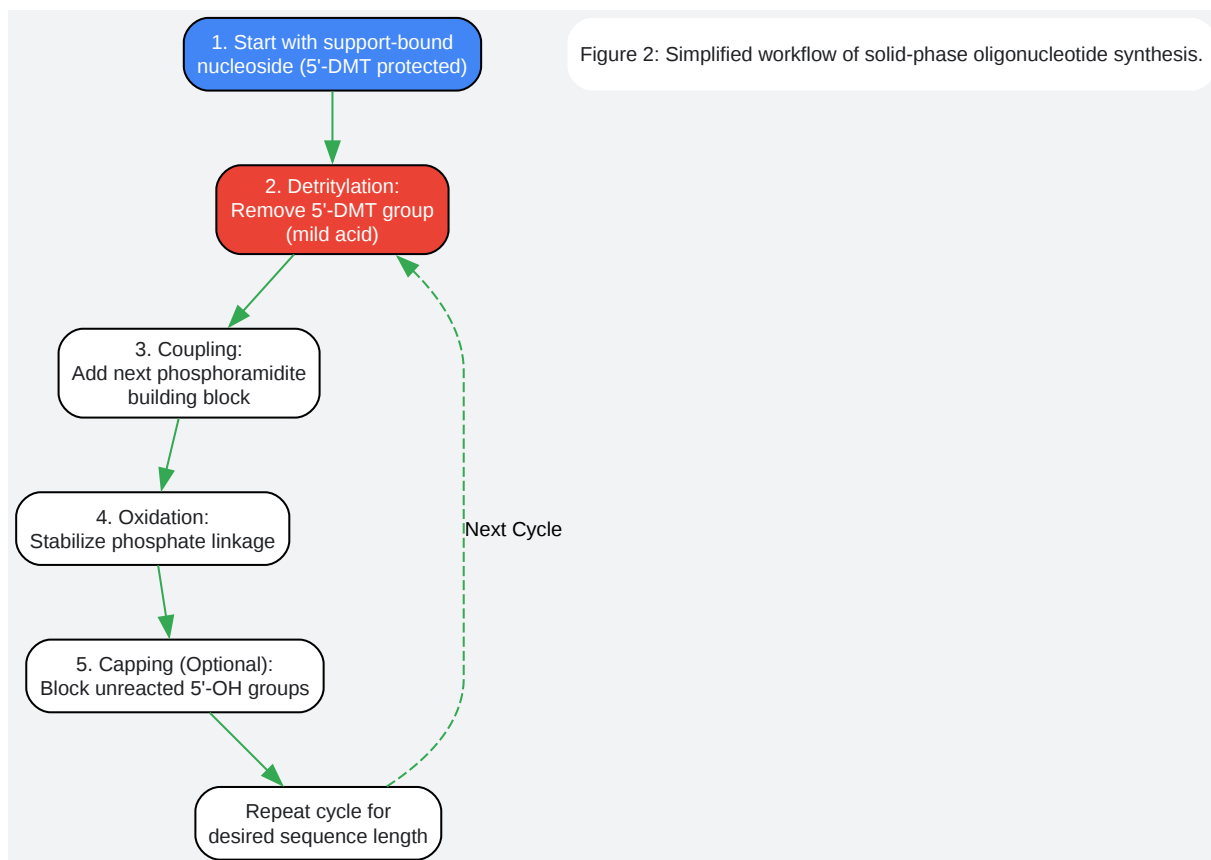 1. Start with support-bound
nucleoside (5'-DMT protected)
Figure 2: Simplified workflow of solid-phase oligonucleotide synthesis.
2. Detritylation:
Remove 5'-DMT group
(mild acid)
3. Coupling:
Add next phosphoramidite
building block
4. Oxidation:
Stabilize phosphate linkage
Next Cycle
5. Capping (Optional):
Block unreacted 5'-OH groups
Repeat cycle for
desired sequence length